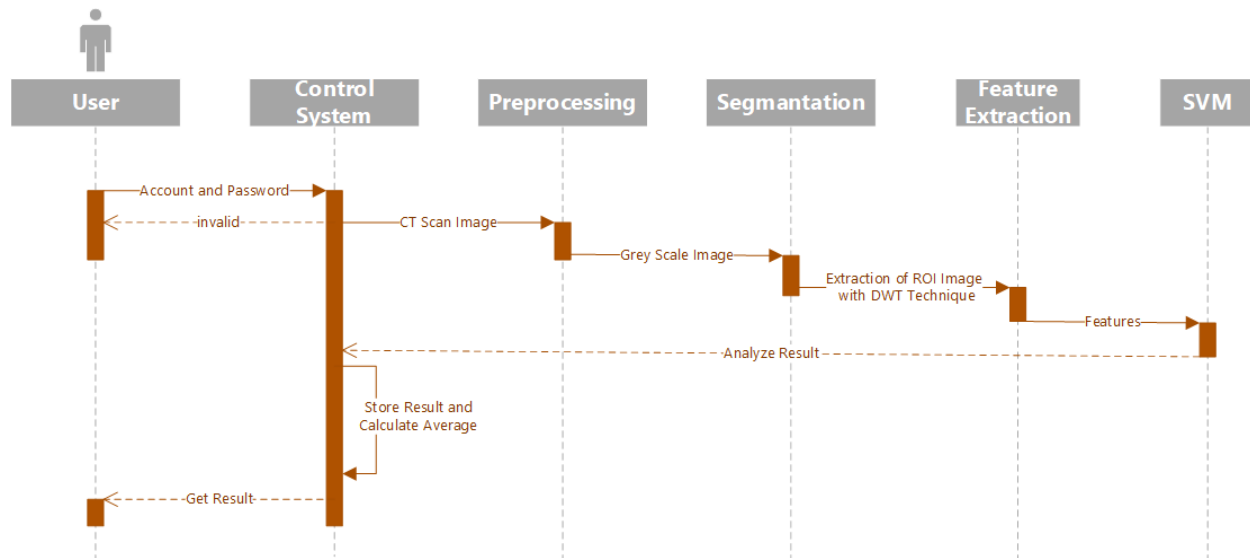 User
Control
System
Preprocessing
Segmantation
Feature
Extraction
SVM
Account and Password
invalid
CT Scan Image
Grey Scale Image
Extraction of ROI Image
with DWT Technique
Features
Analyze Result
Store Result and
Calculate Average
Get Result